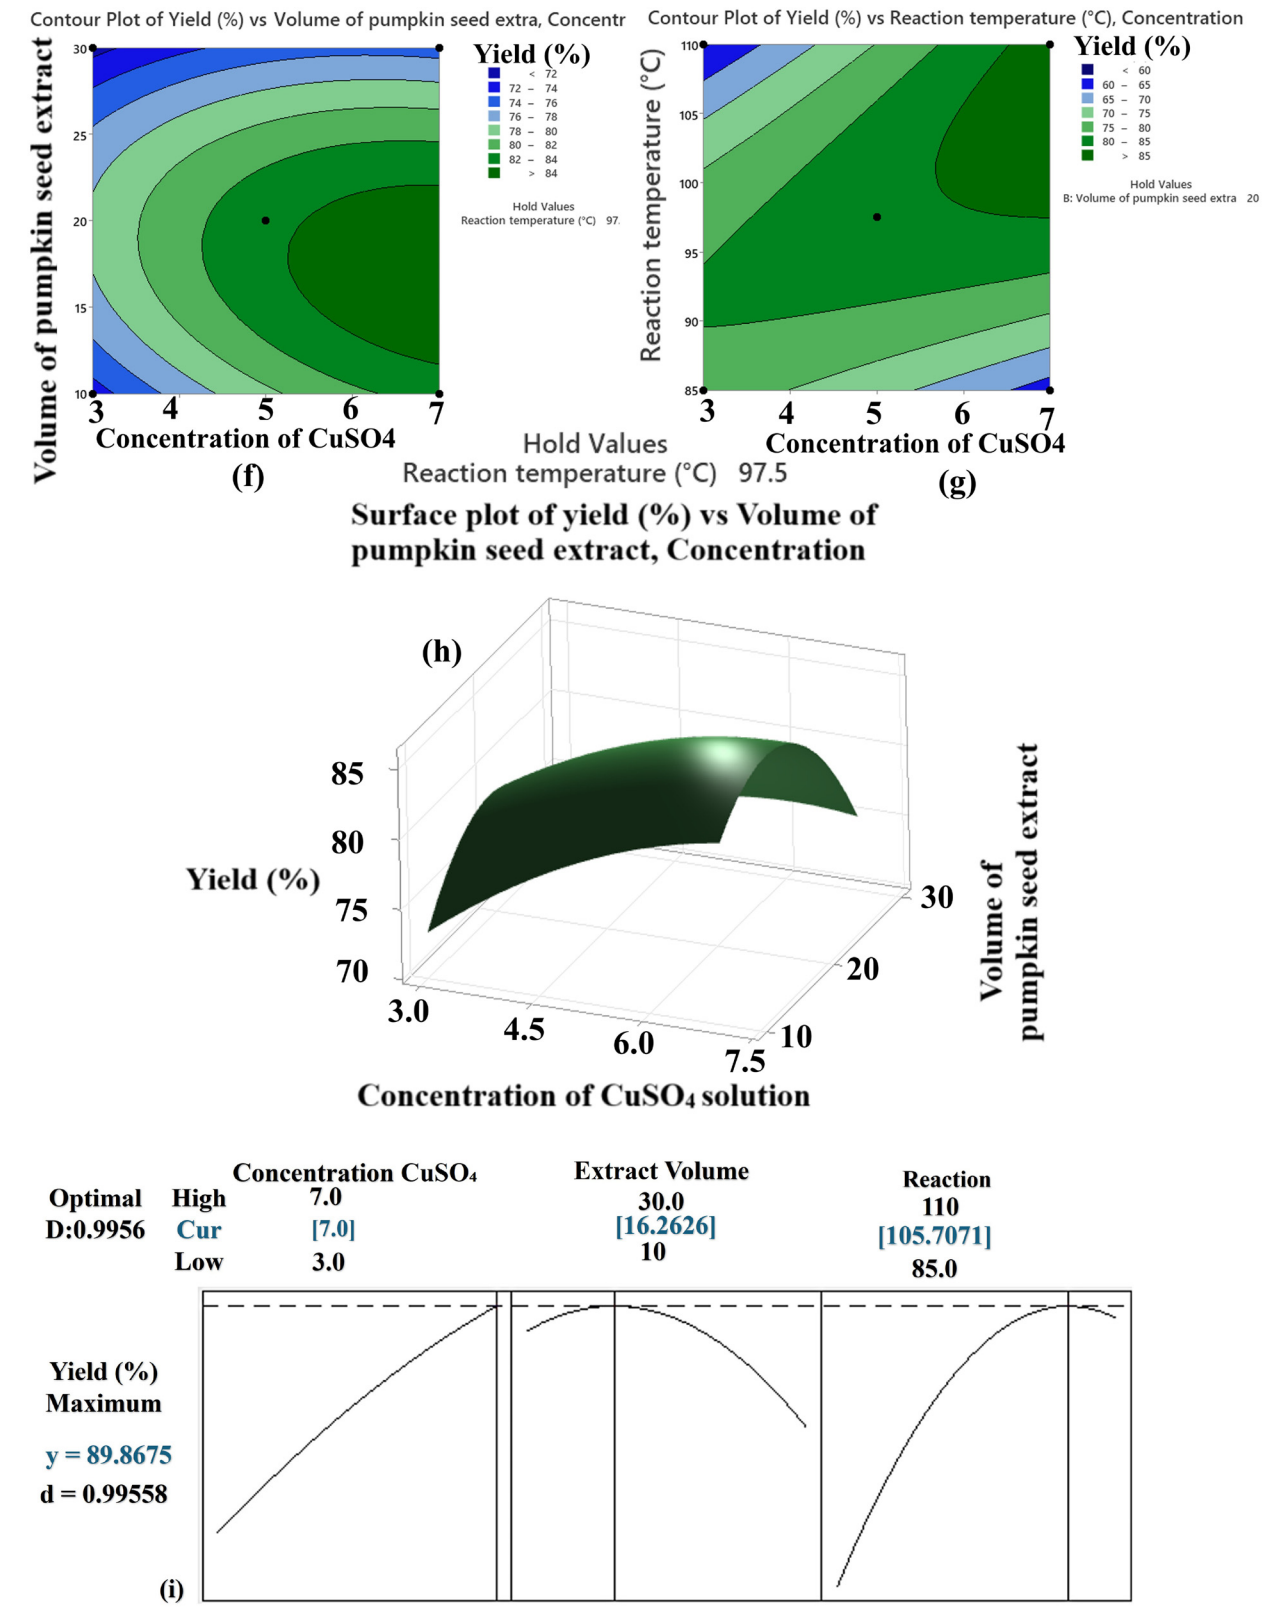 Contour Plot of Yield (%) vs Volume of pumpkin seed extra, Concentr
Volume of pumpkin seed extract
30
25
20
15
10
3 4 5 6 7
Concentration of CuSO4
Yield (%)
< 72
72 – 74
74 – 76
76 – 78
78 – 80
80 – 82
82 – 84
> 84
Hold Values
Reaction temperature (°C) 97.
(f)
Contour Plot of Yield (%) vs Reaction temperature (°C), Concentration
Reaction temperature (°C)
110
105
100
95
90
85
3 4 5 6 7
Concentration of CuSO4
Yield (%)
< 60
60 – 65
65 – 70
70 – 75
75 – 80
80 – 85
> 85
Hold Values
B: Volume of pumpkin seed extra 20
(g)
Hold Values
Reaction temperature (°C) 97.5
Surface plot of yield (%) vs Volume of
pumpkin seed extract, Concentration
(h)
85
80
75
70
Yield (%)
3.0
4.5
6.0
7.5
Concentration of CuSO₄ solution
30
20
10
Volume of
pumpkin seed extract
Concentration CuSO₄ Extract Volume Reaction
Optimal High 7.0 30.0 110
D:0.9956 Cur [7.0] [16.2626] [105.7071]
Low 3.0 10 85.0
Yield (%)
Maximum
y = 89.8675
d = 0.99558
(i)